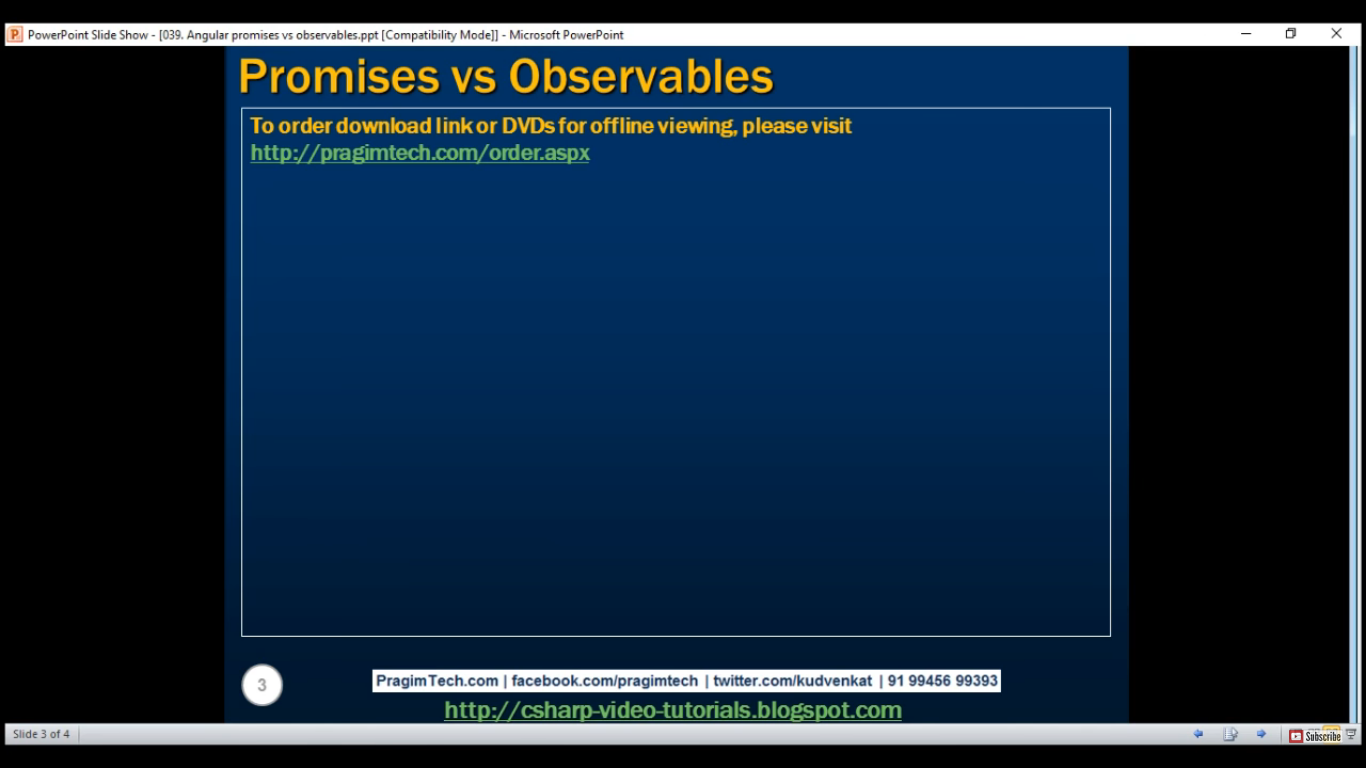 PowerPoint Slide Show - [039. Angular promises vs observables.ppt [Compatibility Mode]] - Microsoft PowerPoint
Promises vs Observables
To order download link or DVDs for offline viewing, please visit
http://pragimtech.com/order.aspx
3
PragimTech.com | facebook.com/pragimtech | twitter.com/kudvenkat | 91 99456 99393
http://csharp-video-tutorials.blogspot.com
Slide 3 of 4
Subscribe